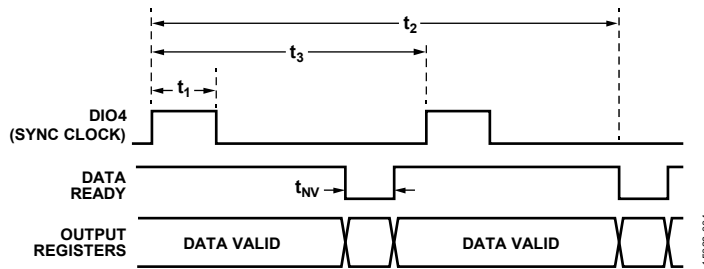 t2
t3
t1
DIO4
(SYNC CLOCK)
DATA
READY
tNV
OUTPUT
REGISTERS
DATA VALID
DATA VALID